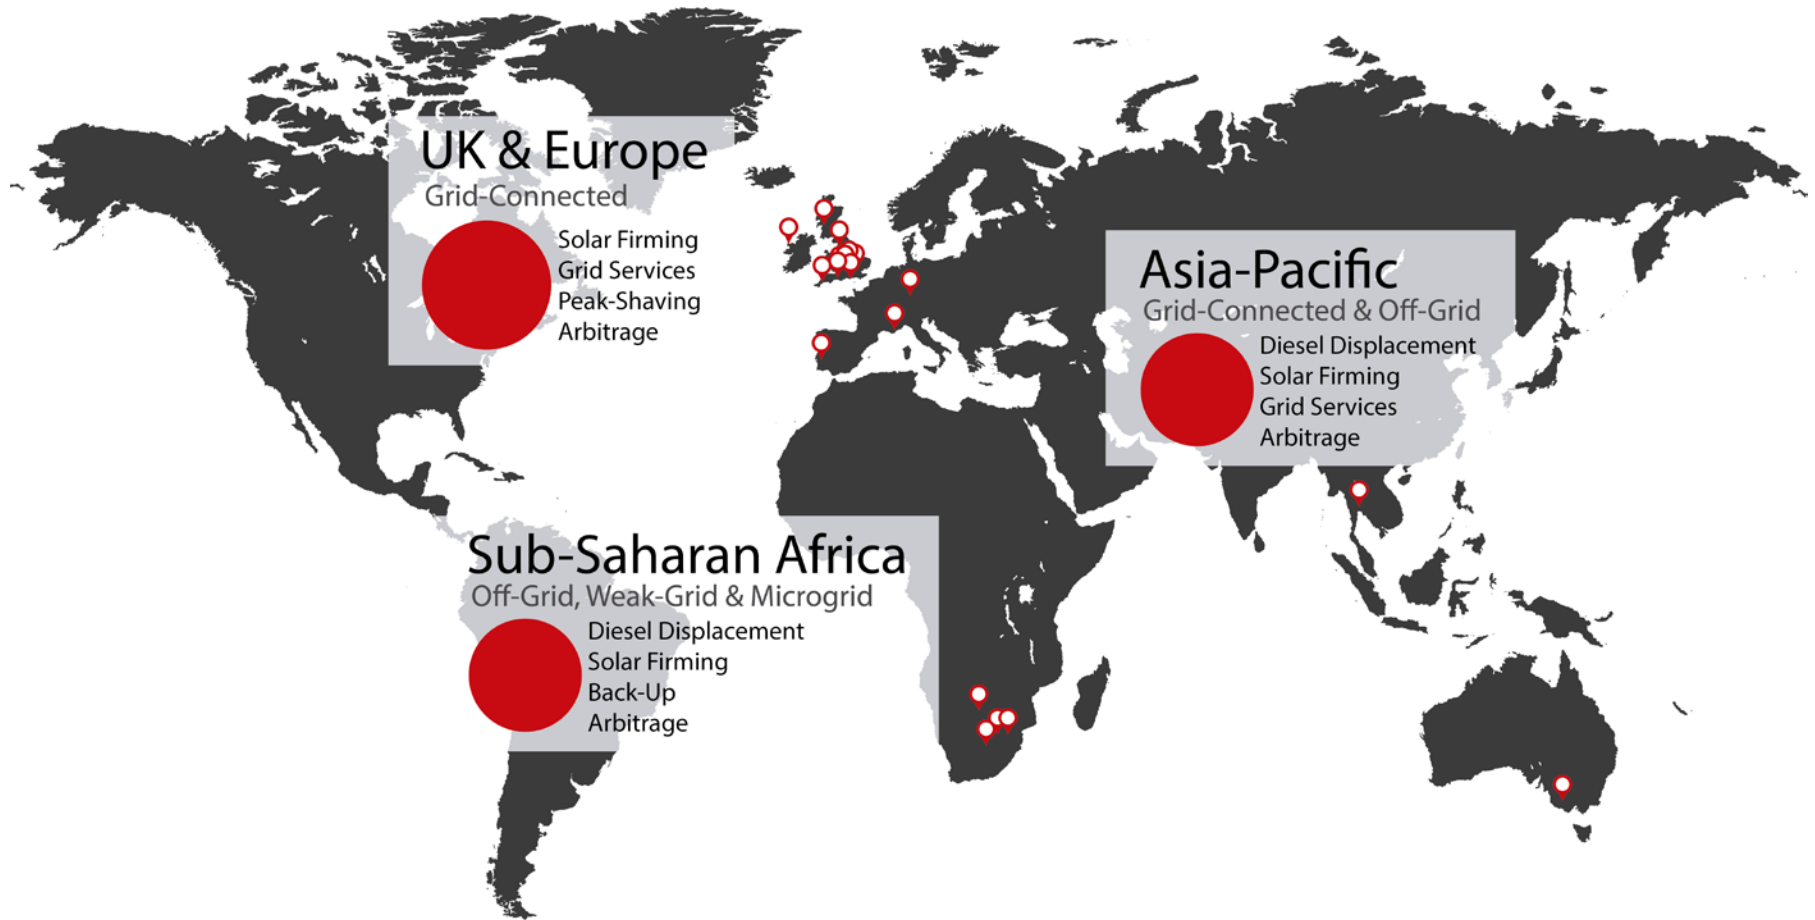 UK & Europe
Grid-Connected
Solar Firming
Grid Services
Peak-Shaving
Arbitrage
Asia-Pacific
Grid-Connected & Off-Grid
Diesel Displacement
Solar Firming
Grid Services
Arbitrage
Sub-Saharan Africa
Off-Grid, Weak-Grid & Microgrid
Diesel Displacement
Solar Firming
Back-Up
Arbitrage